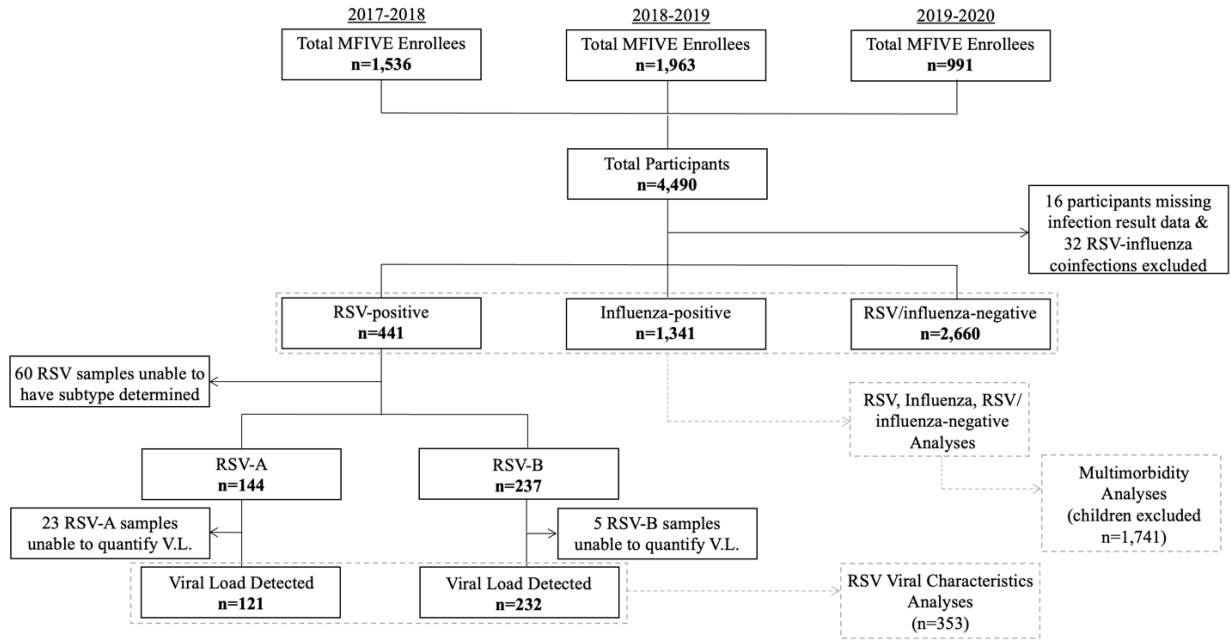 2017-2018
Total MFIVE Enrollees
n=1,536
2018-2019
Total MFIVE Enrollees
n=1,963
2019-2020
Total MFIVE Enrollees
n=991
Total Participants
n=4,490
16 participants missing
infection result data &
32 RSV-influenza
coinfections excluded
RSV-positive
n=441
Influenza-positive
n=1,341
RSV/influenza-negative
n=2,660
60 RSV samples unable to
have subtype determined
RSV, Influenza, RSV/
influenza-negative
Analyses
RSV-A
n=144
RSV-B
n=237
Multimorbidity
Analyses
(children excluded
n=1,741)
23 RSV-A samples
unable to quantify V.L.
5 RSV-B samples
unable to quantify V.L.
Viral Load Detected
n=121
Viral Load Detected
n=232
RSV Viral Characteristics
Analyses
(n=353)